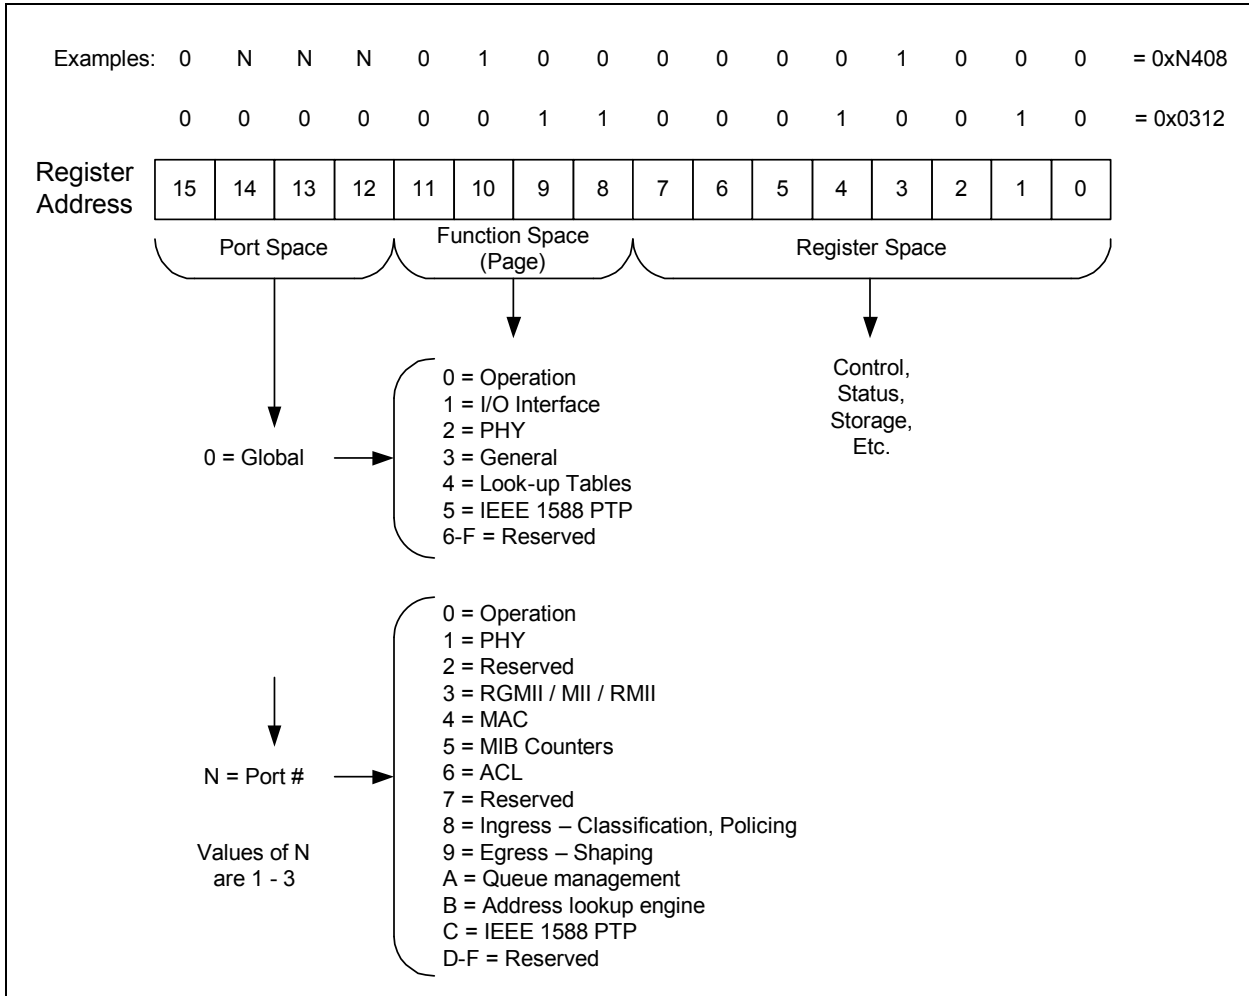 Examples: 0 N N N 0 1 0 0 0 0 0 0 1 0 0 0 = 0xN408
0 0 0 0 0 0 1 1 0 0 0 1 0 0 1 0 = 0x0312
Register
Address
15 14 13 12 11 10 9 8 7 6 5 4 3 2 1 0
Port Space
Function Space
(Page)
Register Space
Control,
Status,
Storage,
Etc.
0 = Global
0 = Operation
1 = I/O Interface
2 = PHY
3 = General
4 = Look-up Tables
5 = IEEE 1588 PTP
6-F = Reserved
N = Port #
Values of N
are 1 - 3
0 = Operation
1 = PHY
2 = Reserved
3 = RGMII / MII / RMII
4 = MAC
5 = MIB Counters
6 = ACL
7 = Reserved
8 = Ingress – Classification, Policing
9 = Egress – Shaping
A = Queue management
B = Address lookup engine
C = IEEE 1588 PTP
D-F = Reserved